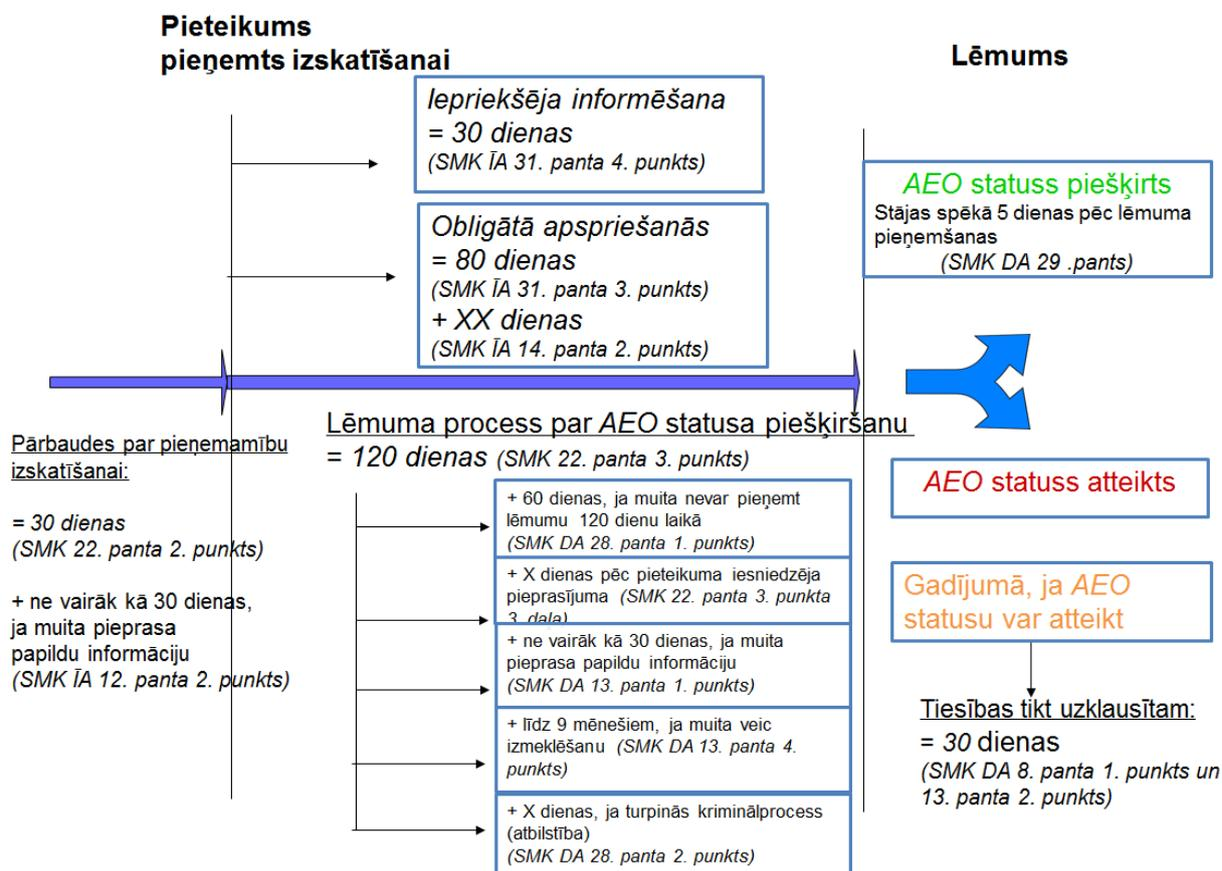 Pieteikums
pieņemts izskatīšanai
Lēmums
Iepriekšēja informēšana
= 30 dienas
(SMK ĪA 31. panta 4. punkts)
Obligātā apspriešanās
= 80 dienas
(SMK ĪA 31. panta 3. punkts)
+ XX dienas
(SMK ĪA 14. panta 2. punkts)
AEO statuss piešķirts
Stājas spēkā 5 dienas pēc lēmuma
pieņemšanas
(SMK DA 29 .pants)
Pārbaudes par pieņemamību
izskatīšanai:
= 30 dienas
(SMK 22. panta 2. punkts)
+ ne vairāk kā 30 dienas,
ja muita pieprasa
papildu informāciju
(SMK ĪA 12. panta 2. punkts)
Lēmuma process par AEO statusa piešķiršanu
= 120 dienas (SMK 22. panta 3. punkts)
+ 60 dienas, ja muita nevar pieņemt
lēmumu 120 dienu laikā
(SMK DA 28. panta 1. punkts)
+ X dienas pēc pieteikuma iesniedzēja
pieprasījuma (SMK 22. panta 3. punkta
3. daļa)
+ ne vairāk kā 30 dienas, ja muita
pieprasa papildu informāciju
(SMK DA 13. panta 1. punkts)
+ līdz 9 mēnešiem, ja muita veic
izmeklēšanu (SMK DA 13. panta 4.
punkts)
+ X dienas, ja turpinās kriminālprocess
(atbilstība)
(SMK DA 28. panta 2. punkts)
AEO statuss atteikts
Gadījumā, ja AEO
statusu var atteikt
Tiesības tikt uzklausītam:
= 30 dienas
(SMK DA 8. panta 1. punkts un
13. panta 2. punkts)